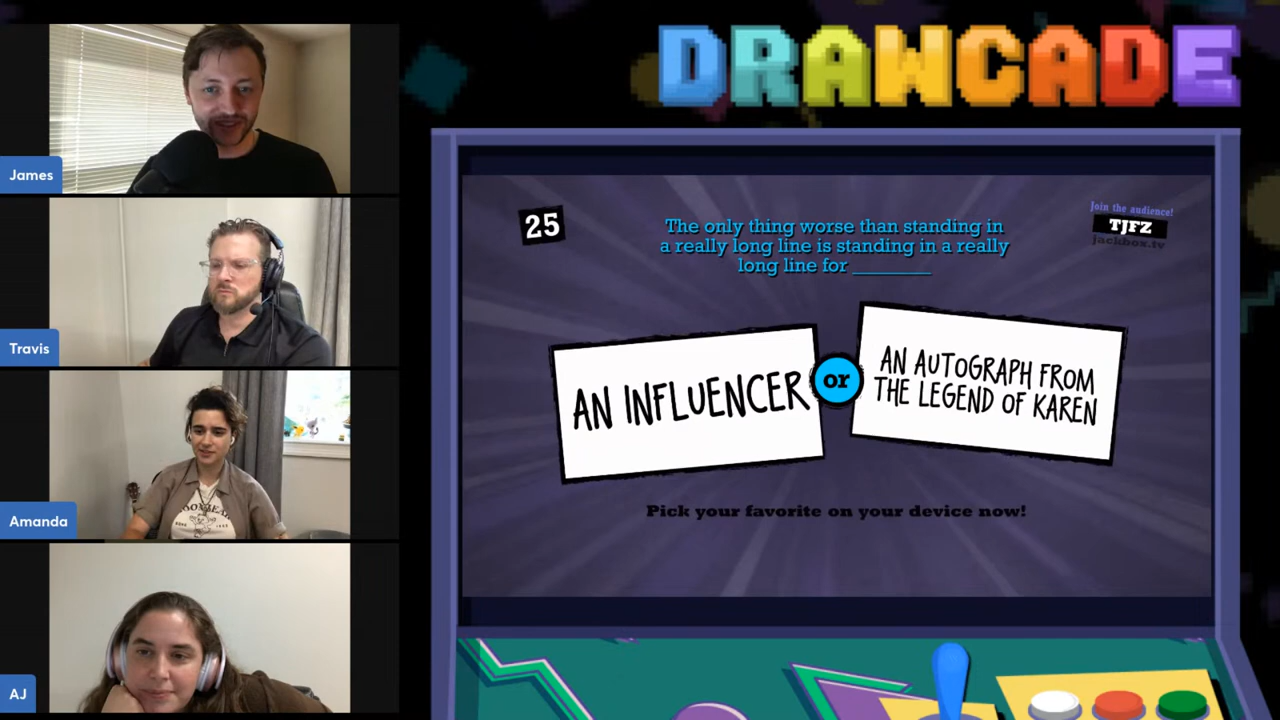 DRAWCADE
James
Travis
Amanda
AJ
25
The only thing worse than standing in
a really long line is standing in a really
long line for ________
Join the audience!
TJFZ
jackbox.tv
AN INFLUENCER
or
AN AUTOGRAPH FROM
THE LEGEND OF KAREN
Pick your favorite on your device now!